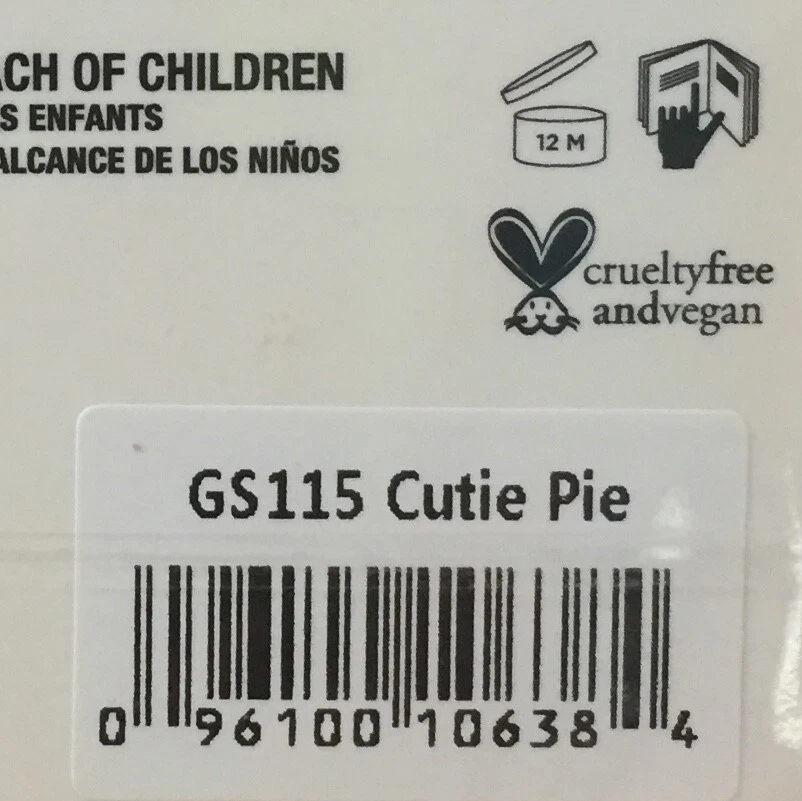 ACH OF CHILDREN
S ENFANTS
ALCANCE DE LOS NIÑOS
12 M
crueltyfree
andvegan
GS115 Cutie Pie
0 96100 10638 4